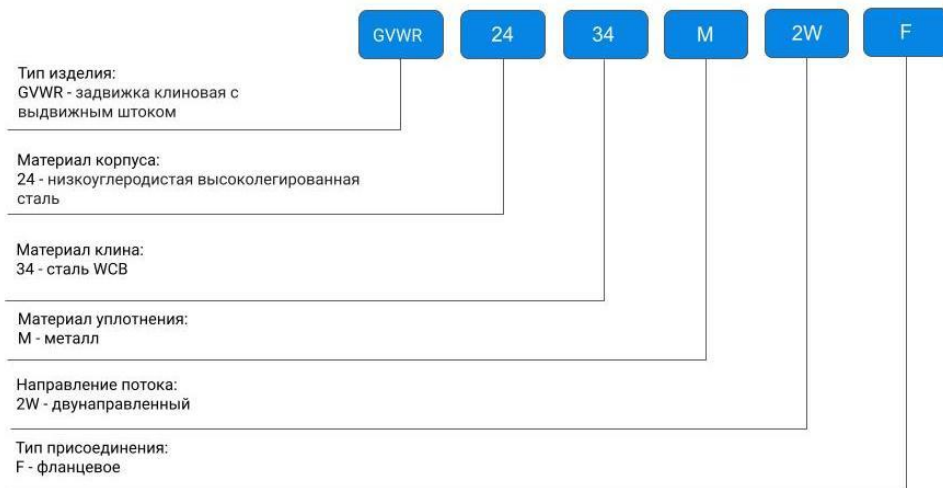 GVWR 24 34 M 2W F
Тип изделия:
GVWR - задвижка клиновая с
выдвижным штоком
Материал корпуса:
24 - низкоуглеродистая высоколегированная
сталь
Материал клина:
34 - сталь WCB
Материал уплотнения:
М - металл
Направление потока:
2W - двунаправленный
Тип присоединения:
F - фланцевое